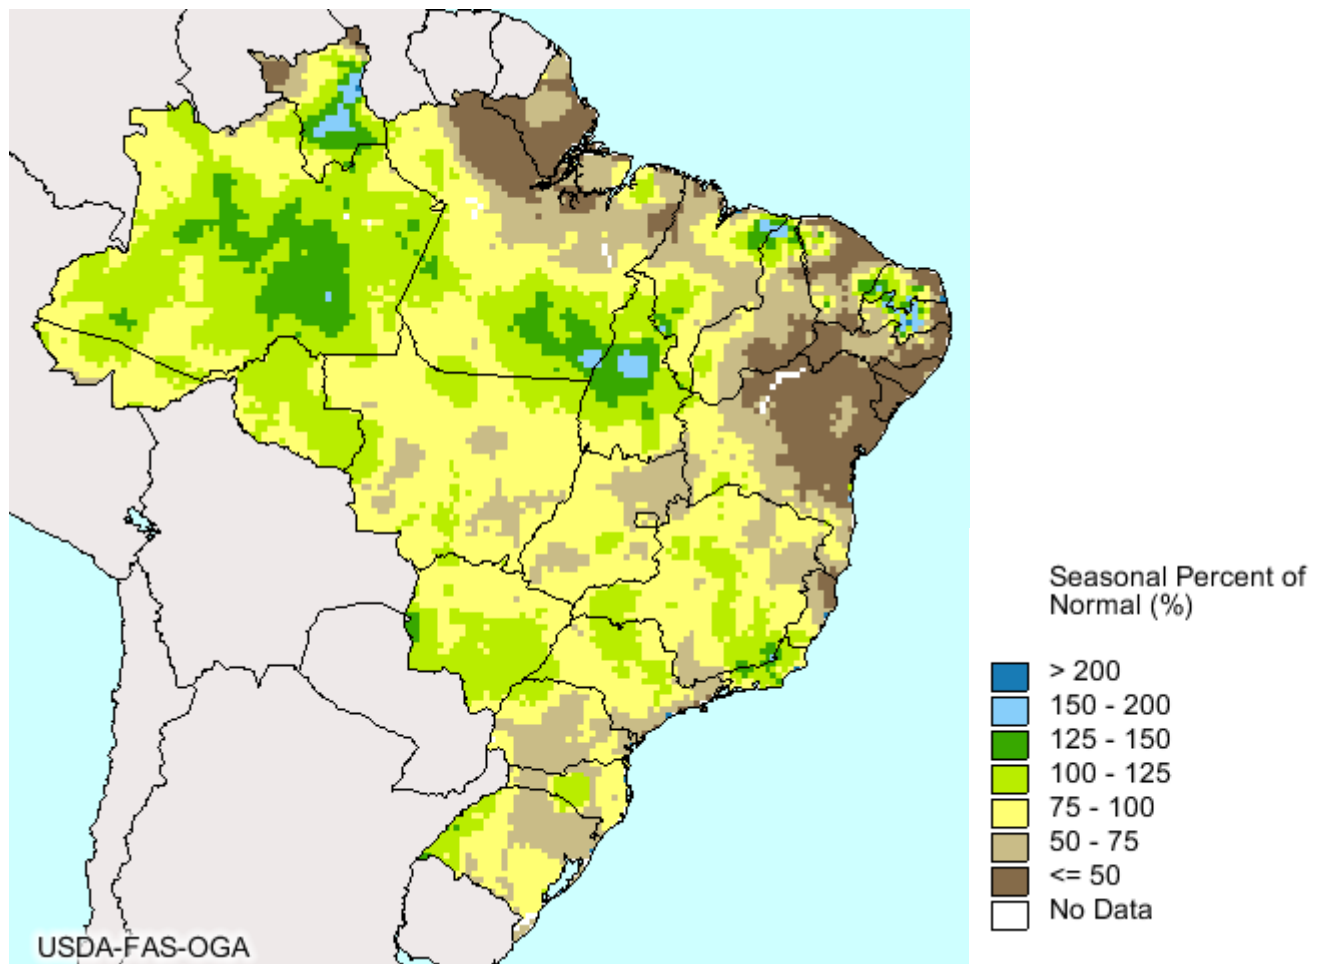 Seasonal Percent of
Normal (%)
> 200
150 - 200
125 - 150
100 - 125
75 - 100
50 - 75
<= 50
No Data
USDA-FAS-OGA